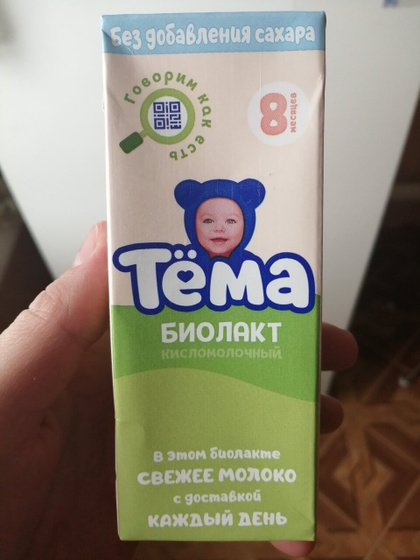 Без добавления сахара
Говорим как есть
8
месяцев
Тёма
БИОЛАКТ
КИСЛОМОЛОЧНЫЙ
В этом биолакте
СВЕЖЕЕ МОЛОКО
с доставкой
КАЖДЫЙ ДЕНЬ